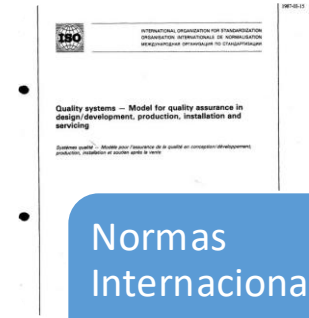 1987-03-15
ISO
INTERNATIONAL ORGANIZATION FOR STANDARDIZATION
ORGANISATION INTERNATIONALE DE NORMALISATION
МЕЖДУНАРОДНАЯ ОРГАНИЗАЦИЯ ПО СТАНДАРТИЗАЦИИ
Quality systems — Model for quality assurance in
design/development, production, installation and
servicing
Systèmes qualité — Modèle pour l'assurance de la qualité en conception/développement,
production, installation et soutien après la vente
Normas
Internaciona